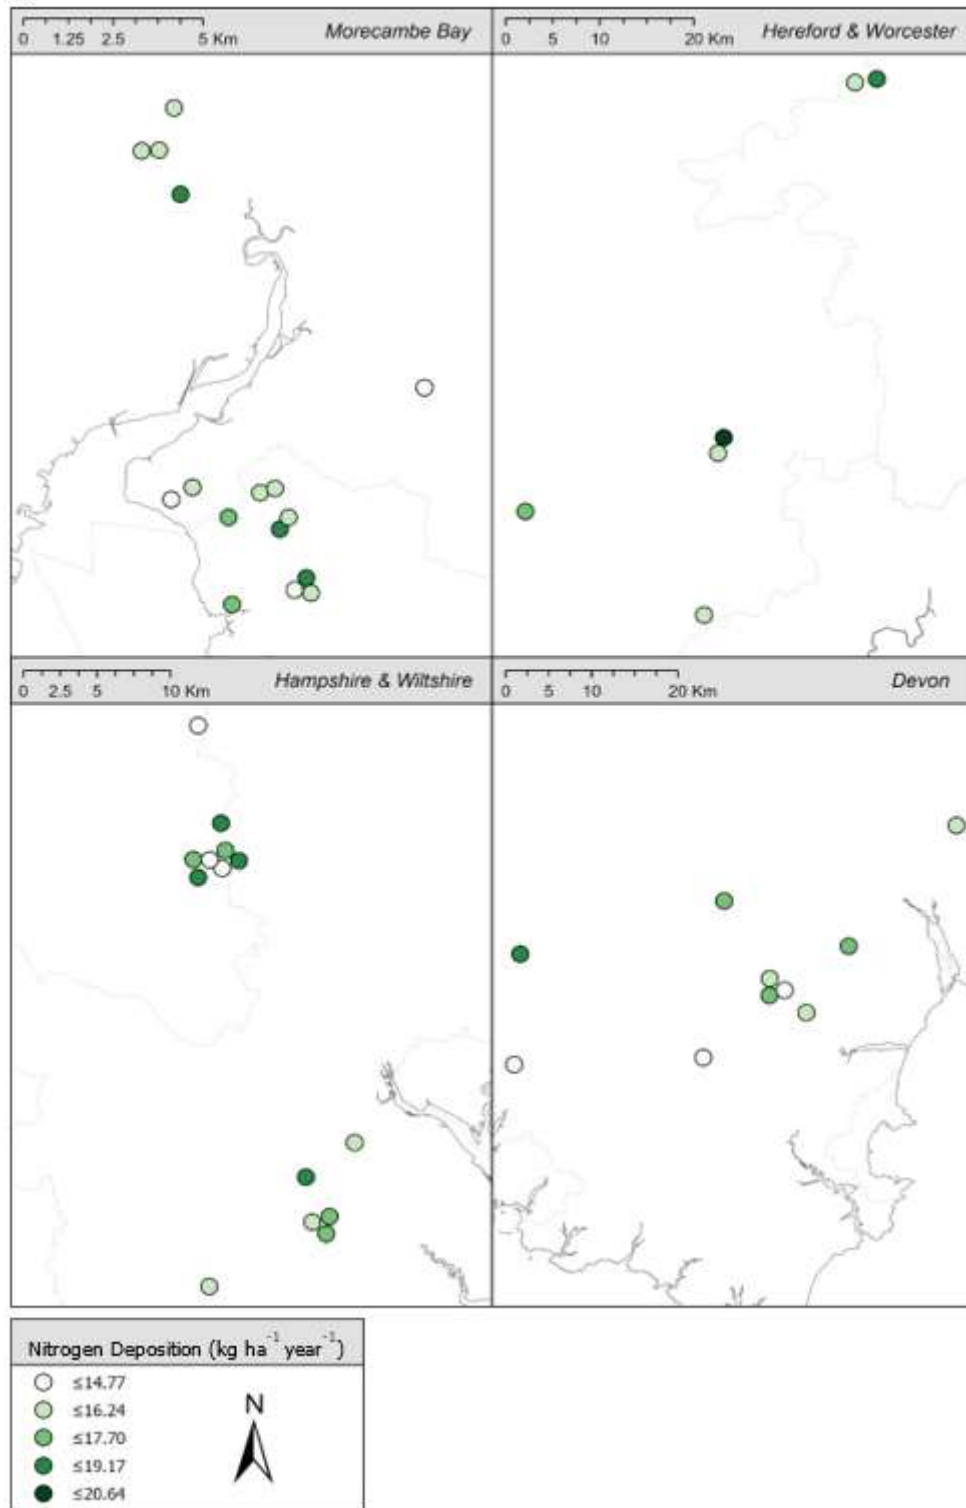 0 1.25 2.5 5 Km Morecambe Bay
0 5 10 20 Km Hereford & Worcester
0 2.5 5 10 Km Hampshire & Wiltshire
0 5 10 20 Km Devon
Nitrogen Deposition (kg ha⁻¹ year⁻¹)
≤14.77
≤16.24
≤17.70
≤19.17
≤20.64
N